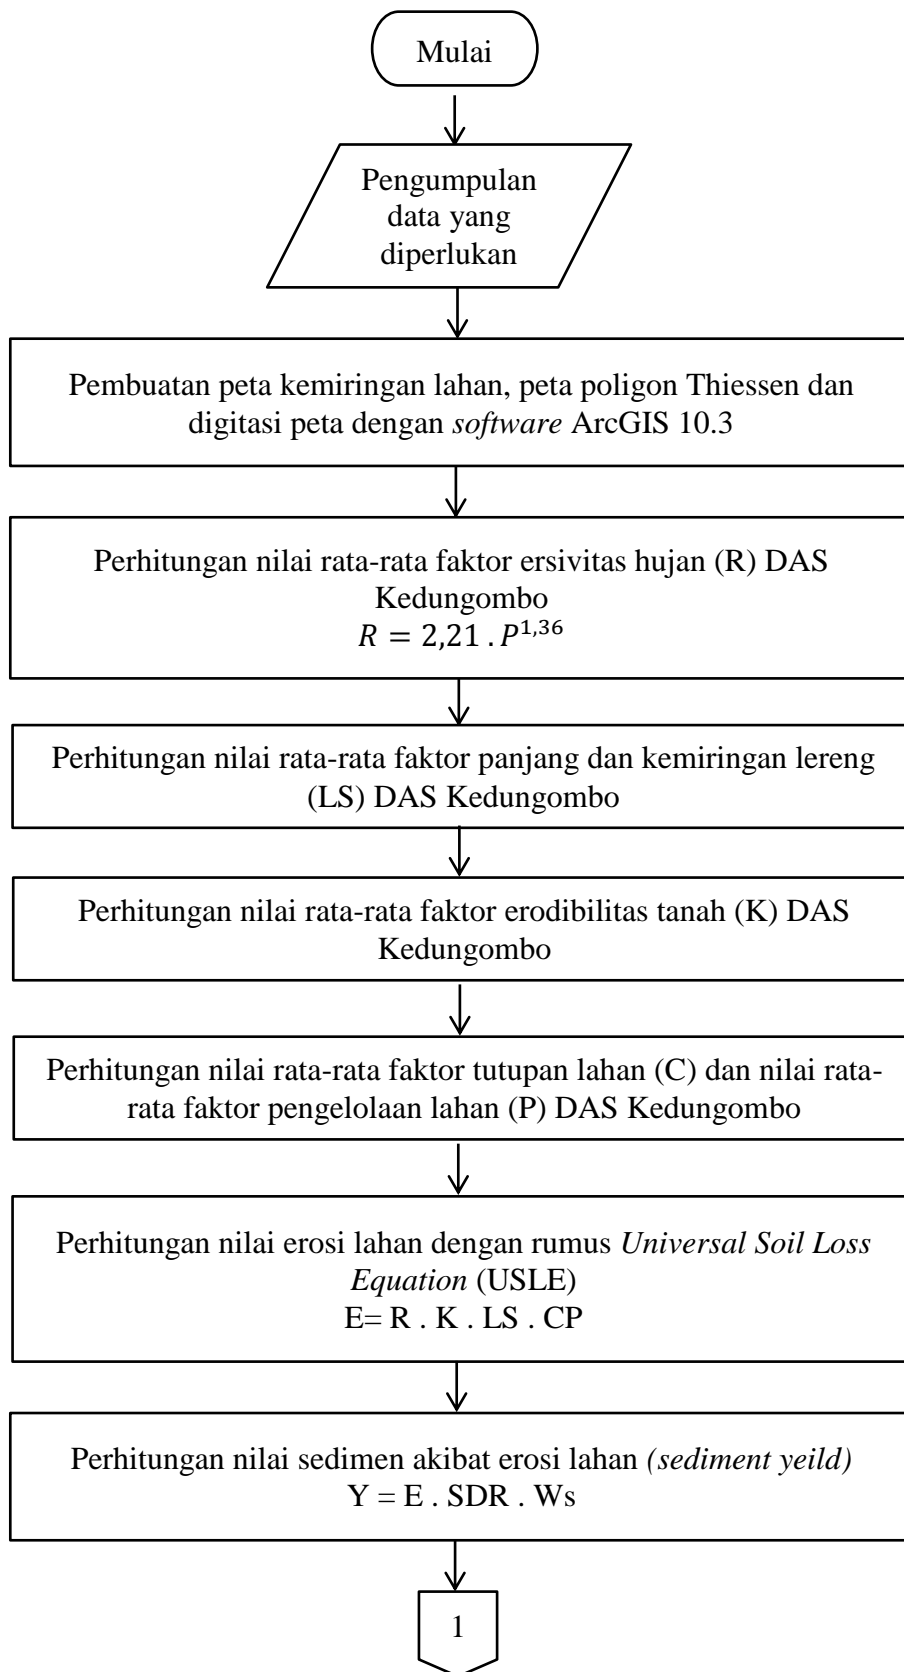 Mulai
Pengumpulan
data yang
diperlukan
Pembuatan peta kemiringan lahan, peta poligon Thiessen dan
digitasi peta dengan software ArcGIS 10.3
Perhitungan nilai rata-rata faktor ersivitas hujan (R) DAS
Kedungombo
R = 2,21 . P^1,36
Perhitungan nilai rata-rata faktor panjang dan kemiringan lereng
(LS) DAS Kedungombo
Perhitungan nilai rata-rata faktor erodibilitas tanah (K) DAS
Kedungombo
Perhitungan nilai rata-rata faktor tutupan lahan (C) dan nilai rata-
rata faktor pengelolaan lahan (P) DAS Kedungombo
Perhitungan nilai erosi lahan dengan rumus Universal Soil Loss
Equation (USLE)
E= R . K . LS . CP
Perhitungan nilai sedimen akibat erosi lahan (sediment yeild)
Y = E . SDR . Ws
1